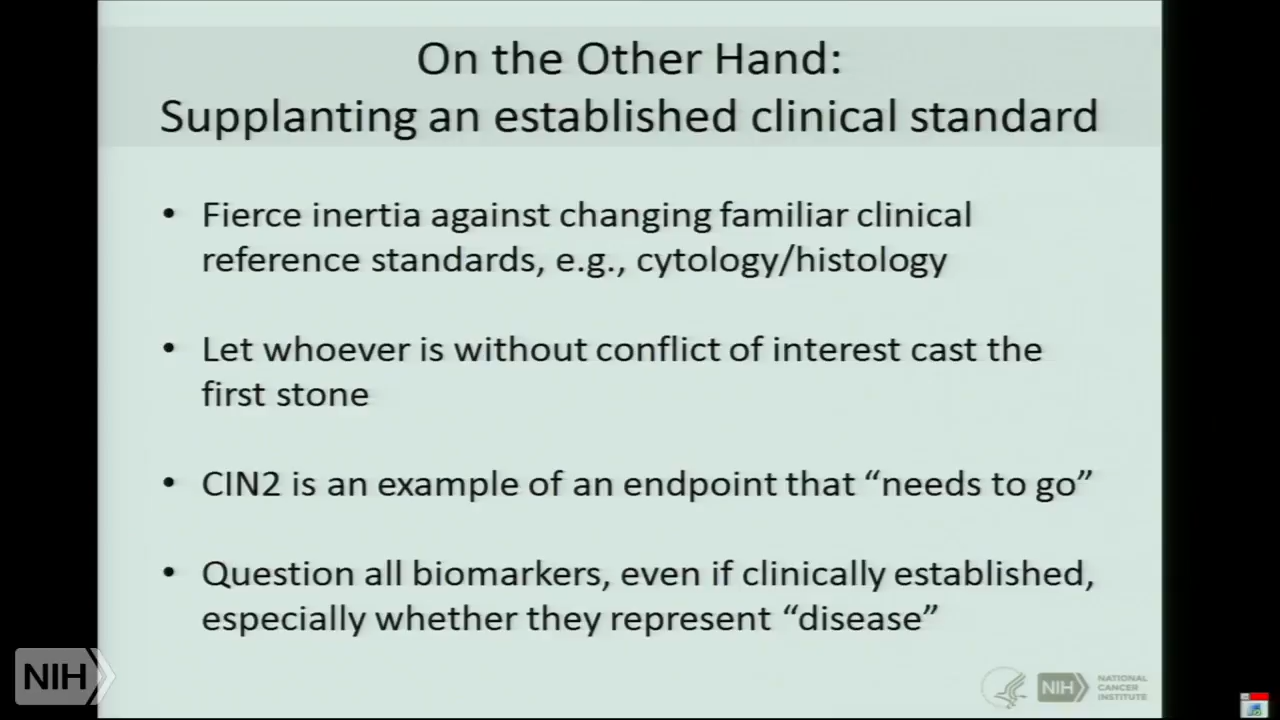 On the Other Hand:
Supplanting an established clinical standard
• Fierce inertia against changing familiar clinical
reference standards, e.g., cytology/histology
• Let whoever is without conflict of interest cast the
first stone
• CIN2 is an example of an endpoint that “needs to go”
• Question all biomarkers, even if clinically established,
especially whether they represent “disease”
NIH
NIH
NATIONAL
CANCER
INSTITUTE